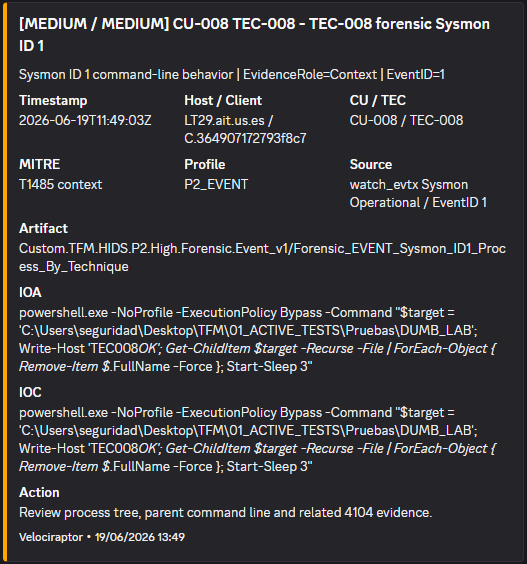 [MEDIUM / MEDIUM] CU-008 TEC-008 - TEC-008 forensic Sysmon
ID 1
Sysmon ID 1 command-line behavior | EvidenceRole=Context | EventID=1
Timestamp Host / Client CU / TEC
2026-06-19T11:49:03Z LT29.ait.us.es / CU-008 / TEC-008
C.364907172793f8c7
MITRE Profile Source
T1485 context P2_EVENT watch_evtx Sysmon
Operational / EventID 1
Artifact
Custom.TFM.HIDS.P2.High.Forensic.Event_v1/Forensic_EVENT_Sysmon_ID1_Proc
ess_By_Technique
IOA
powershell.exe -NoProfile -ExecutionPolicy Bypass -Command "$target =
'C:\Users\seguridad\Desktop\TFM\01_ACTIVE_TESTS\Pruebas\DUMB_LAB';
Write-Host 'TEC008OK'; Get-ChildItem $target -Recurse -File | ForEach-Object {
Remove-Item $.FullName -Force }; Start-Sleep 3"
IOC
powershell.exe -NoProfile -ExecutionPolicy Bypass -Command "$target =
'C:\Users\seguridad\Desktop\TFM\01_ACTIVE_TESTS\Pruebas\DUMB_LAB';
Write-Host 'TEC008OK'; Get-ChildItem $target -Recurse -File | ForEach-Object {
Remove-Item $.FullName -Force }; Start-Sleep 3"
Action
Review process tree, parent command line and related 4104 evidence.
Velociraptor • 19/06/2026 13:49